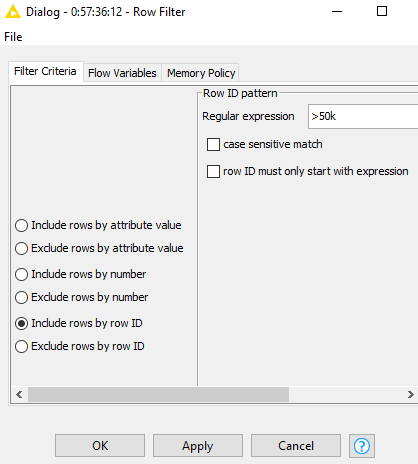 Dialog - 0:57:36:12 - Row Filter
File
Filter Criteria Flow Variables Memory Policy
Row ID pattern
Regular expression >50k
case sensitive match
row ID must only start with expression
Include rows by attribute value
Exclude rows by attribute value
Include rows by number
Exclude rows by number
Include rows by row ID
Exclude rows by row ID
OK Apply Cancel ?